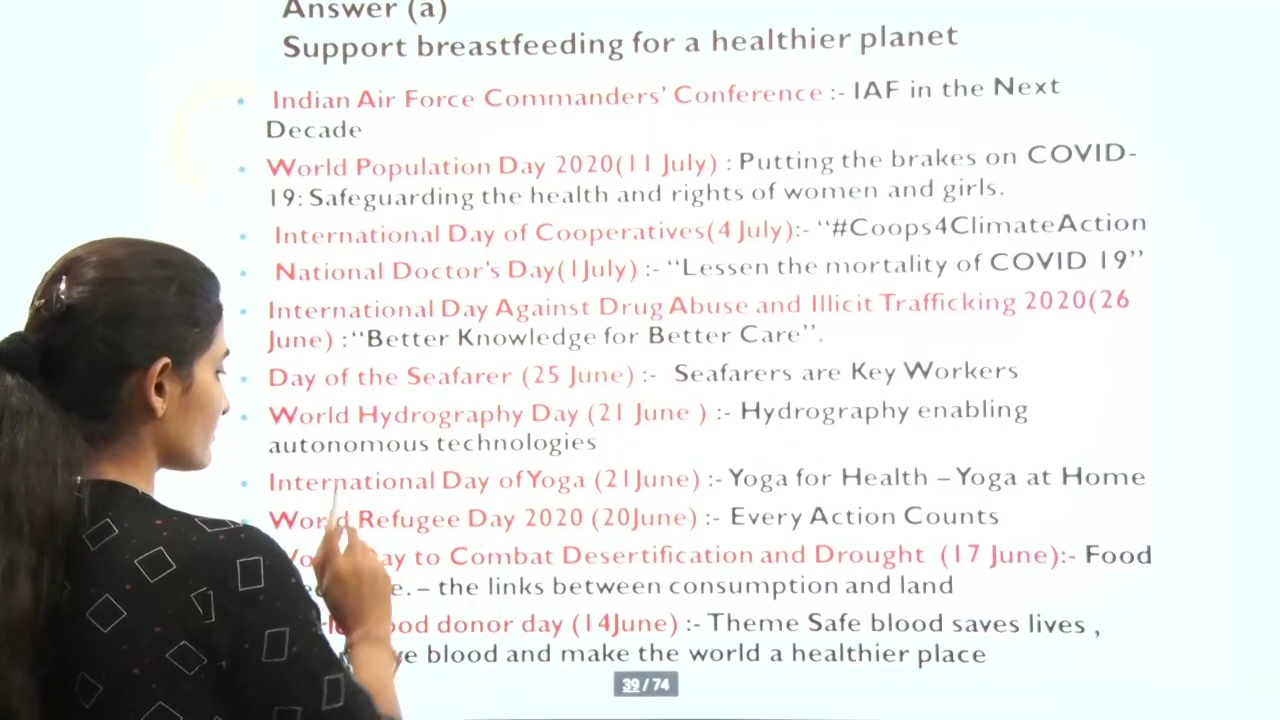 Answer (a)
Support breastfeeding for a healthier planet
• Indian Air Force Commanders' Conference :- IAF in the Next
Decade
• World Population Day 2020(11 July) : Putting the brakes on COVID-
19: Safeguarding the health and rights of women and girls.
• International Day of Cooperatives(4 July):- "#Coops4ClimateAction
• National Doctor's Day(1July) :- "Lessen the mortality of COVID 19"
• International Day Against Drug Abuse and Illicit Trafficking 2020(26
June) :"Better Knowledge for Better Care".
• Day of the Seafarer (25 June) :- Seafarers are Key Workers
• World Hydrography Day (21 June ) :- Hydrography enabling
autonomous technologies
• International Day of Yoga (21June) :- Yoga for Health – Yoga at Home
World Refugee Day 2020 (20June) :- Every Action Counts
to Combat Desertification and Drought (17 June):- Food
– the links between consumption and land
donor day (14June) :- Theme Safe blood saves lives ,
blood and make the world a healthier place
39 / 74